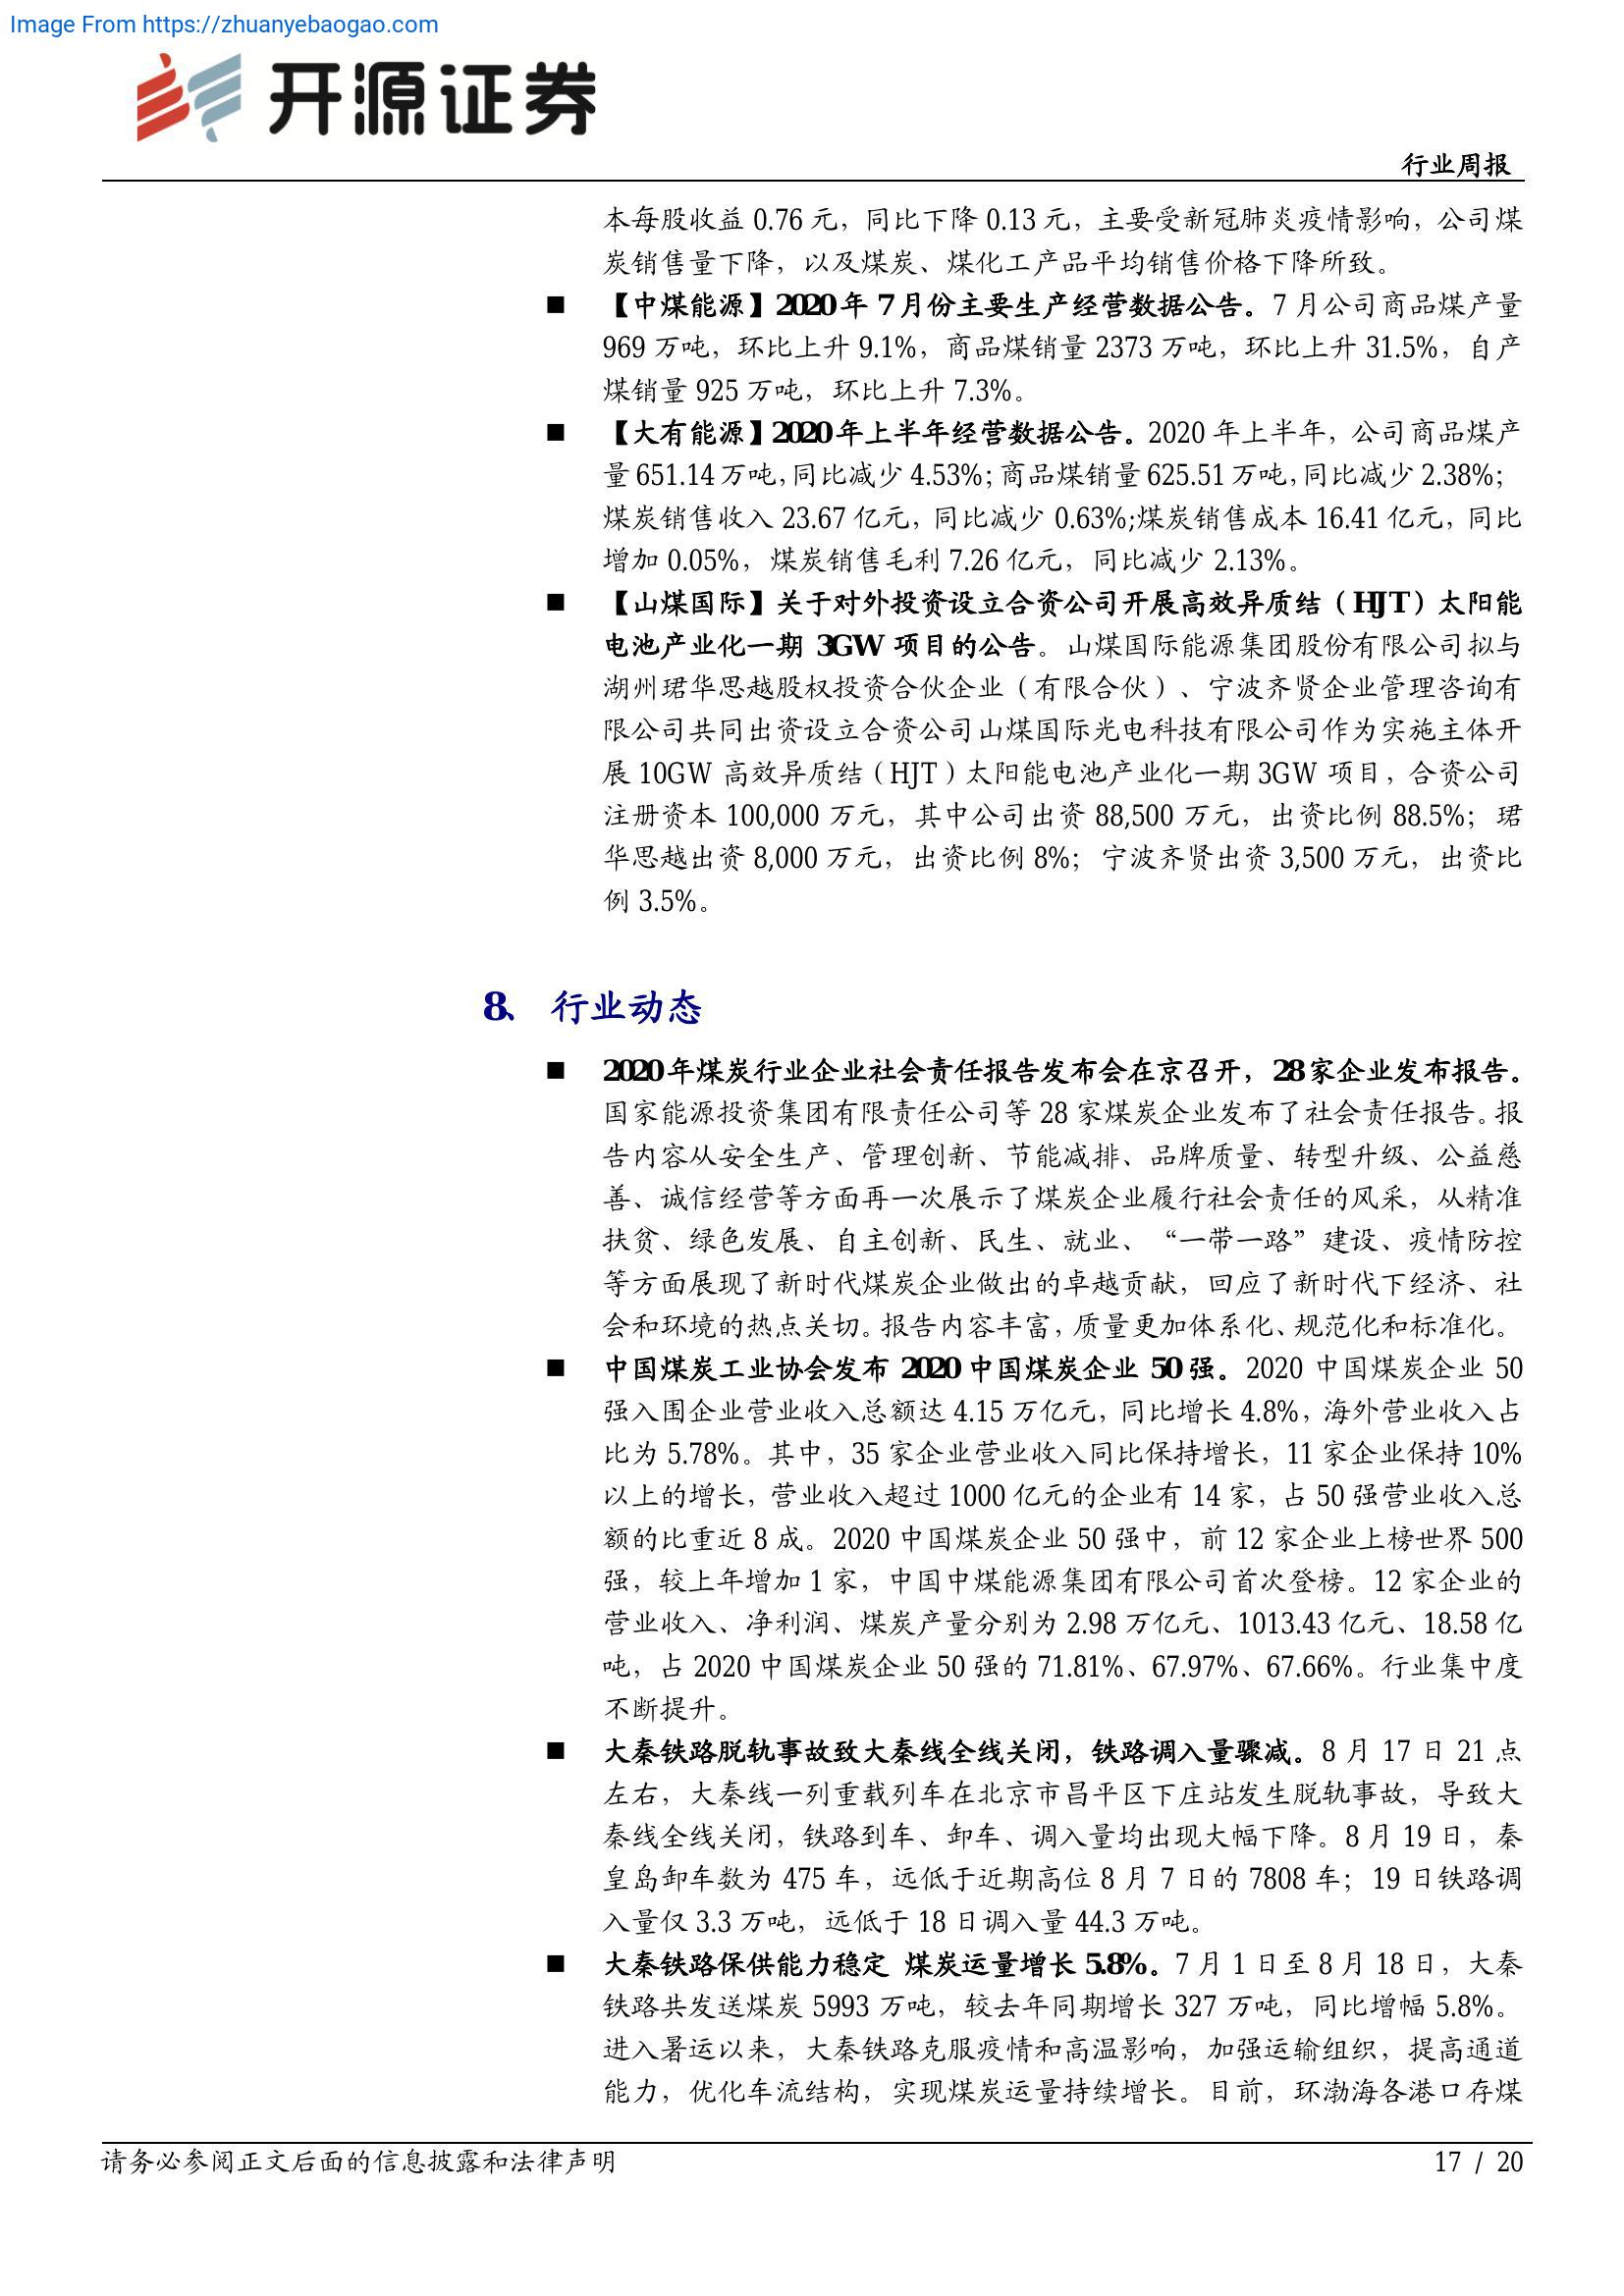 Image From https://zhuanyebaogao.com
开源证券
行业周报
本每股收益 0.76 元，同比下降 0.13 元，主要受新冠肺炎疫情影响，公司煤
炭销售量下降，以及煤炭、煤化工产品平均销售价格下降所致。
■ 【中煤能源】2020 年 7 月份主要生产经营数据公告。7 月公司商品煤产量
969 万吨，环比上升 9.1%，商品煤销量 2373 万吨，环比上升 31.5%，自产
煤销量 925 万吨，环比上升 7.3%。
■ 【大有能源】2020 年上半年经营数据公告。2020 年上半年，公司商品煤产
量 651.14 万吨，同比减少 4.53%；商品煤销量 625.51 万吨，同比减少 2.38%；
煤炭销售收入 23.67 亿元，同比减少 0.63%;煤炭销售成本 16.41 亿元，同比
增加 0.05%，煤炭销售毛利 7.26 亿元，同比减少 2.13%。
■ 【山煤国际】关于对外投资设立合资公司开展高效异质结（HJT）太阳能
电池产业化一期 3GW 项目的公告。山煤国际能源集团股份有限公司拟与
湖州珺华思越股权投资合伙企业（有限合伙）、宁波齐贤企业管理咨询有
限公司共同出资设立合资公司山煤国际光电科技有限公司作为实施主体开
展 10GW 高效异质结（HJT）太阳能电池产业化一期 3GW 项目，合资公司
注册资本 100,000 万元，其中公司出资 88,500 万元，出资比例 88.5%；珺
华思越出资 8,000 万元，出资比例 8%；宁波齐贤出资 3,500 万元，出资比
例 3.5%。
8、 行业动态
■ 2020 年煤炭行业企业社会责任报告发布会在京召开，28 家企业发布报告。
国家能源投资集团有限责任公司等 28 家煤炭企业发布了社会责任报告。报
告内容从安全生产、管理创新、节能减排、品牌质量、转型升级、公益慈
善、诚信经营等方面再一次展示了煤炭企业履行社会责任的风采，从精准
扶贫、绿色发展、自主创新、民生、就业、“一带一路”建设、疫情防控
等方面展现了新时代煤炭企业做出的卓越贡献，回应了新时代下经济、社
会和环境的热点关切。报告内容丰富，质量更加体系化、规范化和标准化。
■ 中国煤炭工业协会发布 2020 中国煤炭企业 50 强。2020 中国煤炭企业 50
强入围企业营业收入总额达 4.15 万亿元，同比增长 4.8%，海外营业收入占
比为 5.78%。其中，35 家企业营业收入同比保持增长，11 家企业保持 10%
以上的增长，营业收入超过 1000 亿元的企业有 14 家，占 50 强营业收入总
额的比重近 8 成。2020 中国煤炭企业 50 强中，前 12 家企业上榜世界 500
强，较上年增加 1 家，中国中煤能源集团有限公司首次登榜。12 家企业的
营业收入、净利润、煤炭产量分别为 2.98 万亿元、1013.43 亿元、18.58 亿
吨，占 2020 中国煤炭企业 50 强的 71.81%、67.97%、67.66%。行业集中度
不断提升。
■ 大秦铁路脱轨事故致大秦线全线关闭，铁路调入量骤减。8 月 17 日 21 点
左右，大秦线一列重载列车在北京市昌平区下庄站发生脱轨事故，导致大
秦线全线关闭，铁路到车、卸车、调入量均出现大幅下降。8 月 19 日，秦
皇岛卸车数为 475 车，远低于近期高位 8 月 7 日的 7808 车；19 日铁路调
入量仅 3.3 万吨，远低于 18 日调入量 44.3 万吨。
■ 大秦铁路保供能力稳定 煤炭运量增长 5.8%。7 月 1 日至 8 月 18 日，大秦
铁路共发送煤炭 5993 万吨，较去年同期增长 327 万吨，同比增幅 5.8%。
进入暑运以来，大秦铁路克服疫情和高温影响，加强运输组织，提高通道
能力，优化车流结构，实现煤炭运量持续增长。目前，环渤海各港口存煤
请务必参阅正文后面的信息披露和法律声明
17 / 20